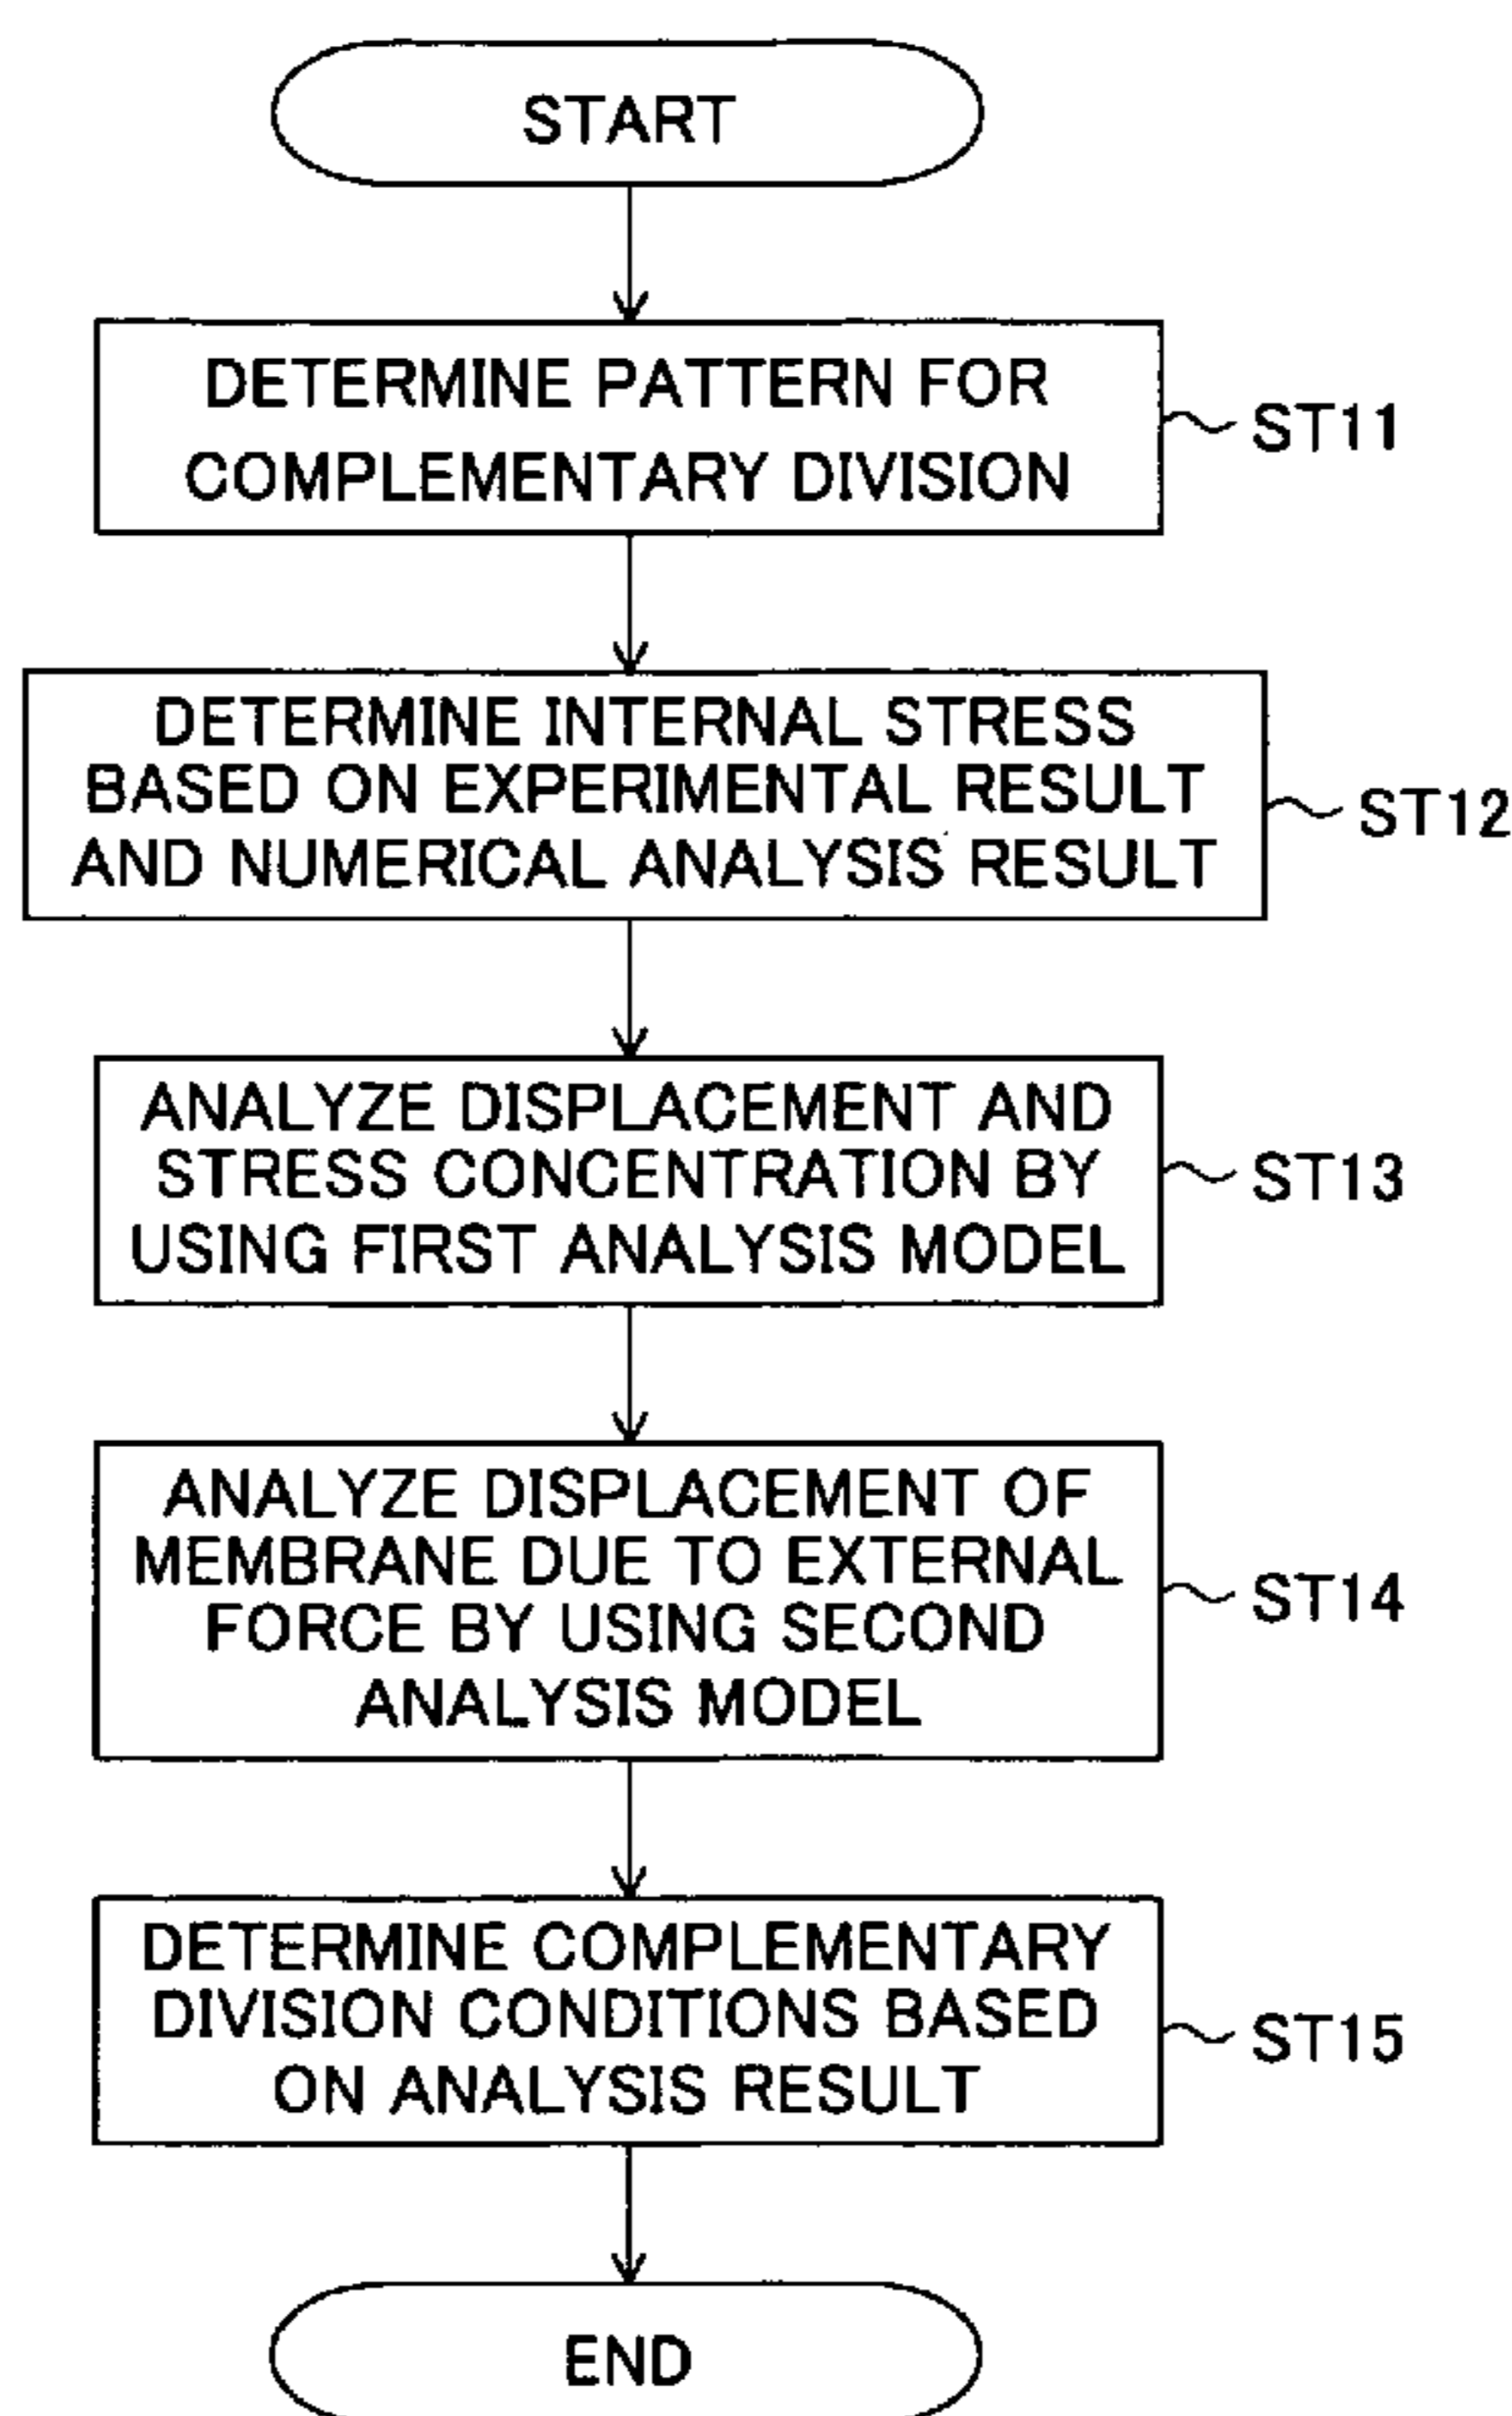 START
DETERMINE PATTERN FOR
COMPLEMENTARY DIVISION
ST11
DETERMINE INTERNAL STRESS
BASED ON EXPERIMENTAL RESULT
AND NUMERICAL ANALYSIS RESULT
ST12
ANALYZE DISPLACEMENT AND
STRESS CONCENTRATION BY
USING FIRST ANALYSIS MODEL
ST13
ANALYZE DISPLACEMENT OF
MEMBRANE DUE TO EXTERNAL
FORCE BY USING SECOND
ANALYSIS MODEL
ST14
DETERMINE COMPLEMENTARY
DIVISION CONDITIONS BASED
ON ANALYSIS RESULT
ST15
END